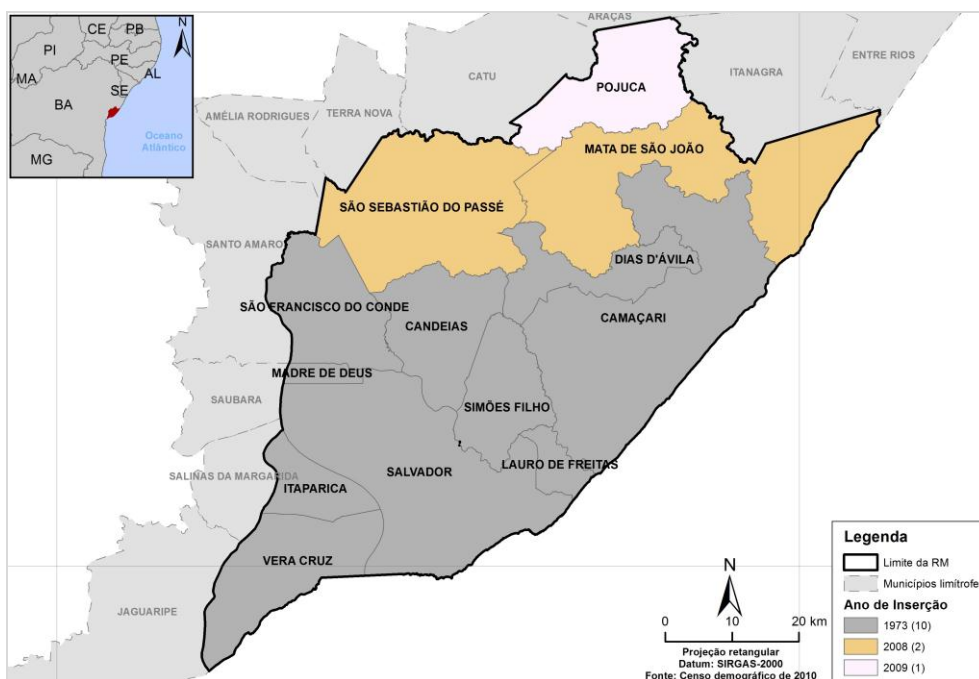 CE
PB
N
PI
PE
MA
AL
SE
BA
Oceano
Atlântico
MG
ARAÇAS
ENTRE RIOS
CATU
POJUCA
ITANAGRA
TERRA NOVA
AMÉLIA RODRIGUES
MATA DE SÃO JOÃO
SÃO SEBASTIÃO DO PASSÉ
SANTO AMARO
DIAS D'ÁVILA
SÃO FRANCISCO DO CONDE
CAMAÇARI
CANDEIAS
MADRE DE DEUS
SAUBARA
SIMÕES FILHO
SALINAS DA MARGARIDA
SALVADOR
LAURO DE FREITAS
ITAPARICA
VERA CRUZ
JAGUARIPE
N
0 10 20 km
Projeção retangular
Datum: SIRGAS-2000
Fonte: Censo demográfico de 2010
Legenda
Limite da RM
Municípios limítrofe
Ano de Inserção
1973 (10)
2008 (2)
2009 (1)